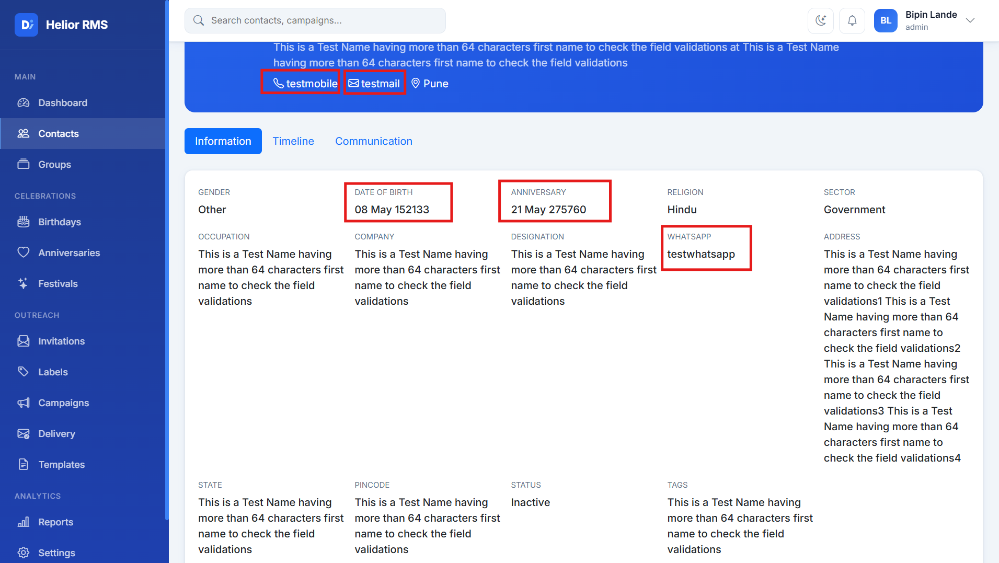 Di
Helior RMS
Search contacts, campaigns...
BL
Bipin Lande
admin
MAIN
Dashboard
Contacts
Groups
CELEBRATIONS
Birthdays
Anniversaries
Festivals
OUTREACH
Invitations
Labels
Campaigns
Delivery
Templates
ANALYTICS
Reports
Settings
This is a Test Name having more than 64 characters first name to check the field validations at This is a Test Name
having more than 64 characters first name to check the field validations
testmobile testmail Pune
Information Timeline Communication
GENDER
Other
DATE OF BIRTH
08 May 152133
ANNIVERSARY
21 May 275760
RELIGION
Hindu
SECTOR
Government
OCCUPATION
This is a Test Name having
more than 64 characters first
name to check the field
validations
COMPANY
This is a Test Name having
more than 64 characters first
name to check the field
validations
DESIGNATION
This is a Test Name having
more than 64 characters first
name to check the field
validations
WHATSAPP
testwhatsapp
ADDRESS
This is a Test Name having
more than 64 characters first
name to check the field
validations1 This is a Test
Name having more than 64
characters first name to
check the field validations2
This is a Test Name having
more than 64 characters first
name to check the field
validations3 This is a Test
Name having more than 64
characters first name to
check the field validations4
STATE
This is a Test Name having
more than 64 characters first
name to check the field
validations
PINCODE
This is a Test Name having
more than 64 characters first
name to check the field
validations
STATUS
Inactive
TAGS
This is a Test Name having
more than 64 characters first
name to check the field
validations